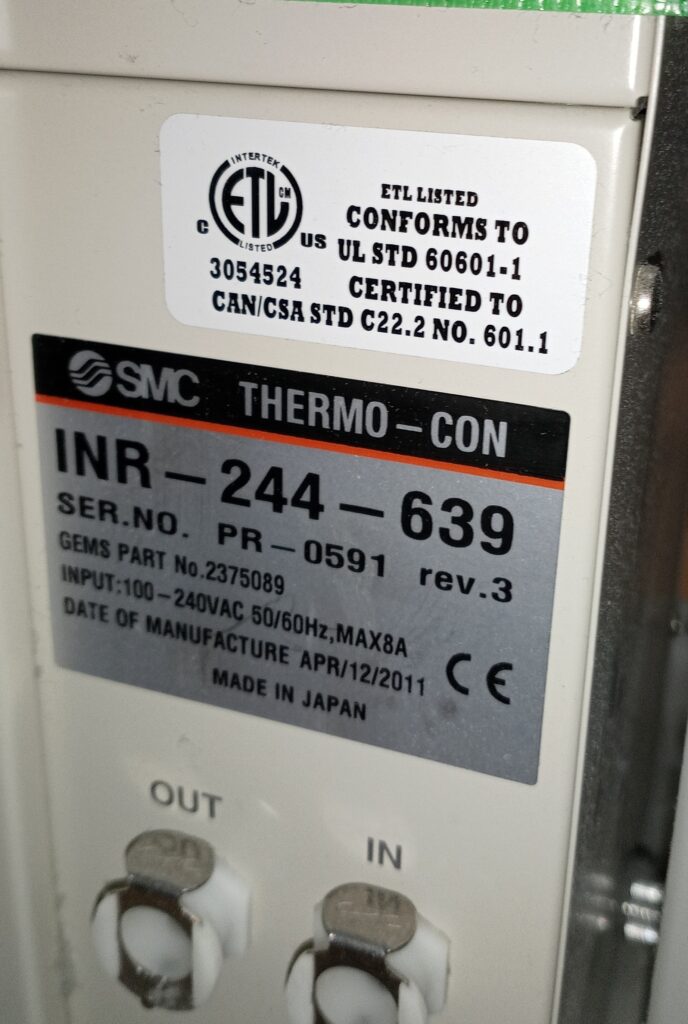 INTERTEK
ETL CM
LISTED
C US
3054524
ETL LISTED
CONFORMS TO
UL STD 60601-1
CERTIFIED TO
CAN/CSA STD C22.2 NO. 601.1
SMC THERMO-CON
INR-244-639
SER.NO. PR-0591 rev.3
GEMS PART No.2375089
INPUT:100-240VAC 50/60Hz,MAX8A
DATE OF MANUFACTURE APR/12/2011
MADE IN JAPAN
CE
OUT
IN